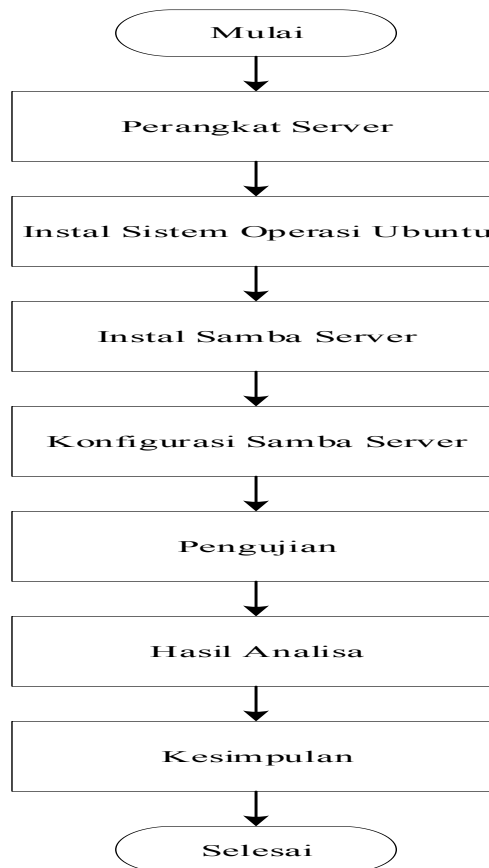 Mulai
Perangkat Server
Instal Sistem Operasi Ubuntu
Instal Samba Server
Konfigurasi Samba Server
Pengujian
Hasil Analisa
Kesimpulan
Selesai